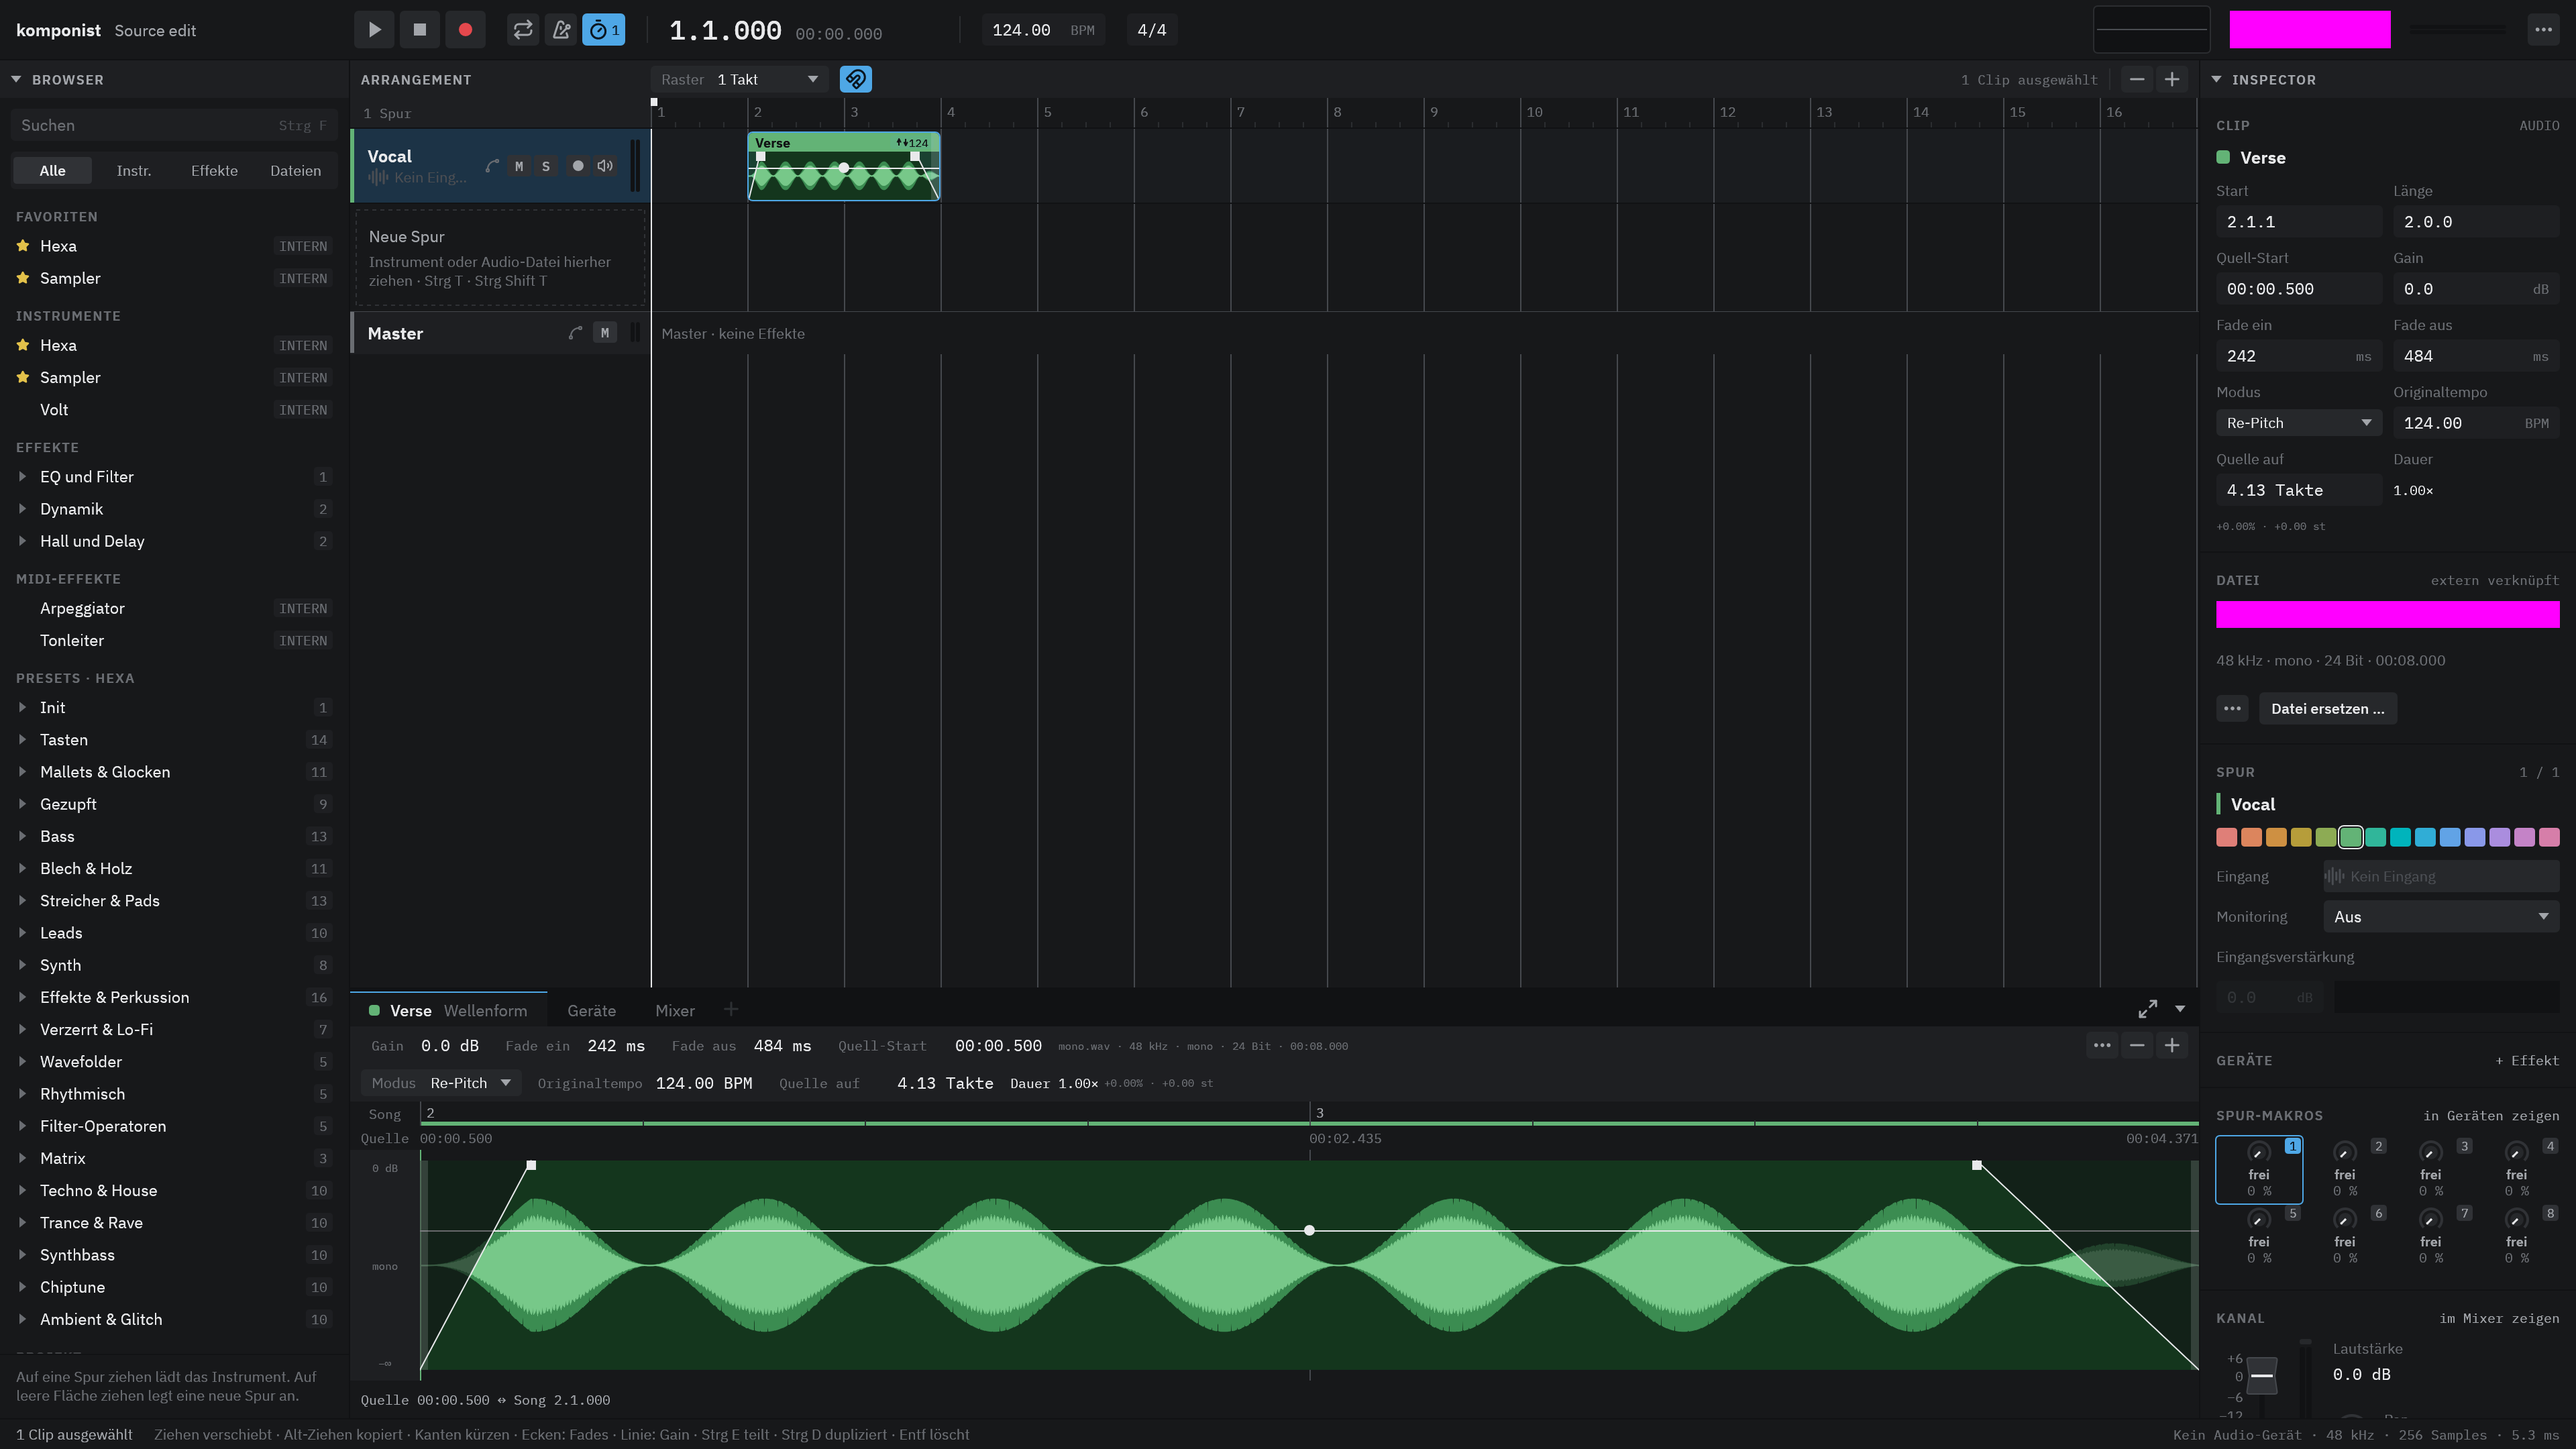 komponist Source edit
1
1.1.000 00:00.000
124.00 BPM
4/4
BROWSER
Suchen Strg F
Alle Instr. Effekte Dateien
FAVORITEN
Hexa INTERN
Sampler INTERN
INSTRUMENTE
Hexa INTERN
Sampler INTERN
Volt INTERN
EFFEKTE
EQ und Filter 1
Dynamik 2
Hall und Delay 2
MIDI-EFFEKTE
Arpeggiator INTERN
Tonleiter INTERN
PRESETS · HEXA
Init 1
Tasten 14
Mallets & Glocken 11
Gezupft 9
Bass 13
Blech & Holz 11
Streicher & Pads 13
Leads 10
Synth 8
Effekte & Perkussion 16
Verzerrt & Lo-Fi 7
Wavefolder 5
Rhythmisch 5
Filter-Operatoren 5
Matrix 3
Techno & House 10
Trance & Rave 10
Synthbass 10
Chiptune 10
Ambient & Glitch 10
Auf eine Spur ziehen lädt das Instrument. Auf
leere Fläche ziehen legt eine neue Spur an.
ARRANGEMENT
Raster 1 Takt
1 Clip ausgewählt
1 Spur
1 2 3 4 5 6 7 8 9 10 11 12 13 14 15 16
Vocal
Kein Eing...
M S
Verse 124
Neue Spur
Instrument oder Audio-Datei hierher
ziehen · Strg T · Strg Shift T
Master M
Master · keine Effekte
Verse Wellenform Geräte Mixer
Gain 0.0 dB Fade ein 242 ms Fade aus 484 ms Quell-Start 00:00.500 mono.wav · 48 kHz · mono · 24 Bit · 00:08.000
Modus Re-Pitch Originaltempo 124.00 BPM Quelle auf 4.13 Takte Dauer 1.00× +0.00% · +0.00 st
Song 2 3
Quelle 00:00.500 00:02.435 00:04.371
0 dB
mono
−∞
Quelle 00:00.500 ↔ Song 2.1.000
INSPECTOR
CLIP AUDIO
Verse
Start Länge
2.1.1 2.0.0
Quell-Start Gain
00:00.500 0.0 dB
Fade ein Fade aus
242 ms 484 ms
Modus Originaltempo
Re-Pitch 124.00 BPM
Quelle auf Dauer
4.13 Takte 1.00×
+0.00% · +0.00 st
DATEI extern verknüpft
48 kHz · mono · 24 Bit · 00:08.000
Datei ersetzen ...
SPUR 1 / 1
Vocal
Eingang Kein Eingang
Monitoring Aus
Eingangsverstärkung
0.0 dB
GERÄTE + Effekt
SPUR-MAKROS in Geräten zeigen
1 2 3 4
frei frei frei frei
0 % 0 % 0 % 0 %
5 6 7 8
frei frei frei frei
0 % 0 % 0 % 0 %
KANAL im Mixer zeigen
Lautstärke
+6
0 0.0 dB
−6
−12
1 Clip ausgewählt Ziehen verschiebt · Alt-Ziehen kopiert · Kanten kürzen · Ecken: Fades · Linie: Gain · Strg E teilt · Strg D dupliziert · Entf löscht
Kein Audio-Gerät · 48 kHz · 256 Samples · 5.3 ms